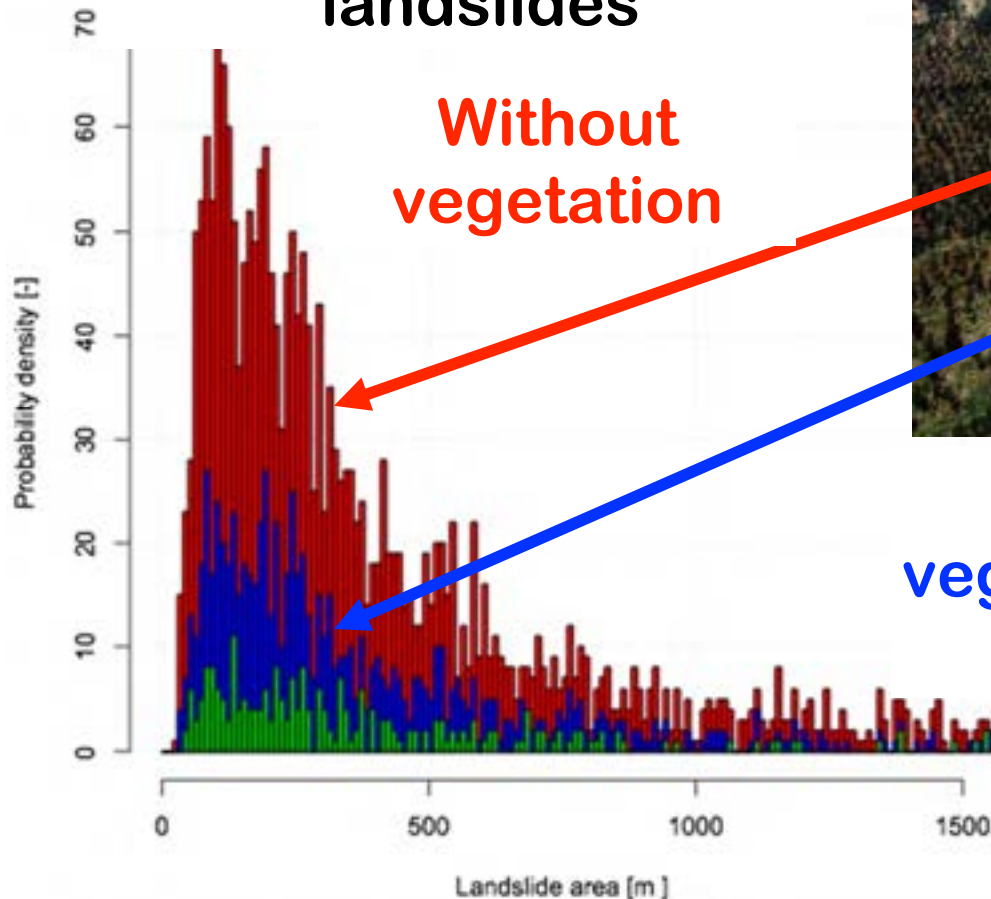 landslides
Without
vegetation
veg
Probability density [-]
0
10
20
30
40
50
60
70
0
500
1000
1500
Landslide area [m ]